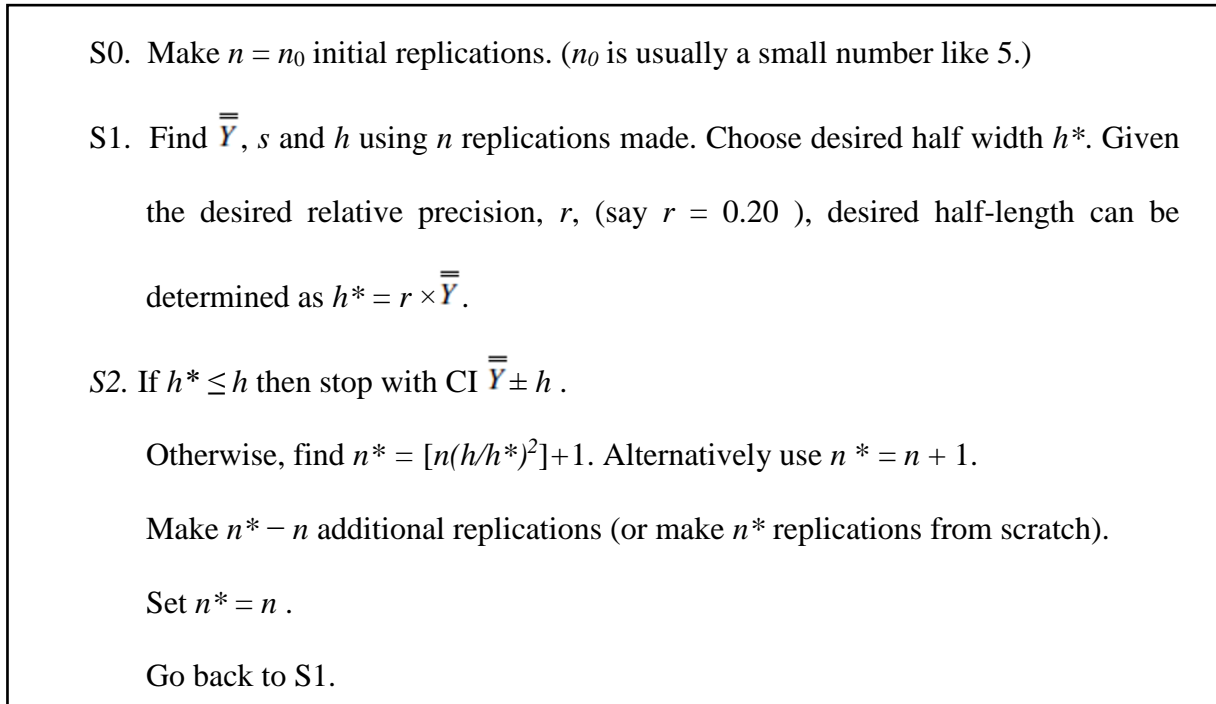 S0. Make n = n₀ initial replications. (n₀ is usually a small number like 5.)
S1. Find Y̿, s and h using n replications made. Choose desired half width h*. Given
the desired relative precision, r, (say r = 0.20 ), desired half-length can be
determined as h* = r × Y̿.
S2. If h* ≤ h then stop with CI Y̿ ± h .
Otherwise, find n* = [n(h/h*)²]+1. Alternatively use n * = n + 1.
Make n* − n additional replications (or make n* replications from scratch).
Set n* = n .
Go back to S1.